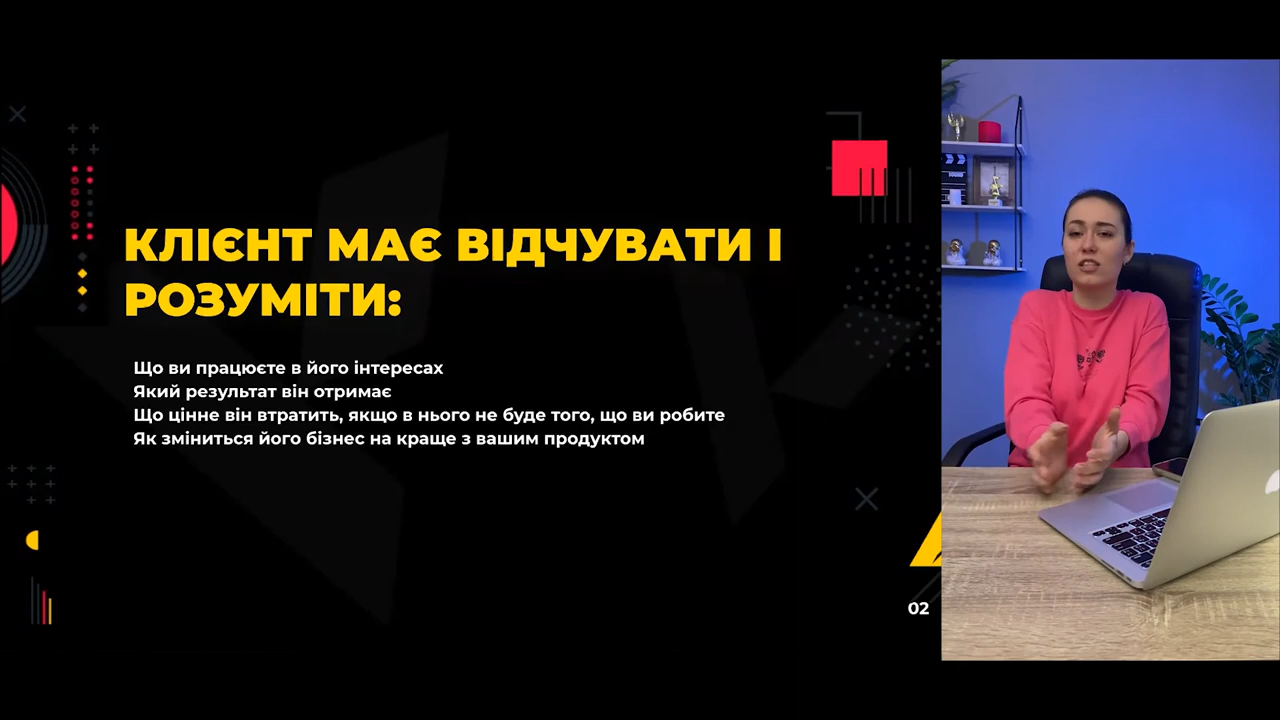 КЛІЄНТ МАЄ ВІДЧУВАТИ І
РОЗУМІТИ:
Що ви працюєте в його інтересах
Який результат він отримає
Що цінне він втратить, якщо в нього не буде того, що ви робите
Як зміниться його бізнес на краще з вашим продуктом
02